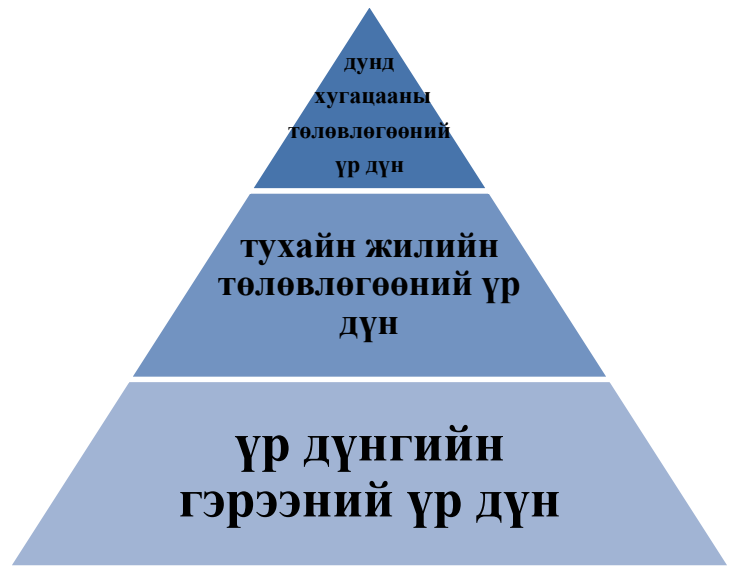 дунд
хугацааны
төлөвлөгөөний
үр дүн
тухайн жилийн
төлөвлөгөөний үр
дүн
үр дүнгийн
гэрээний үр дүн